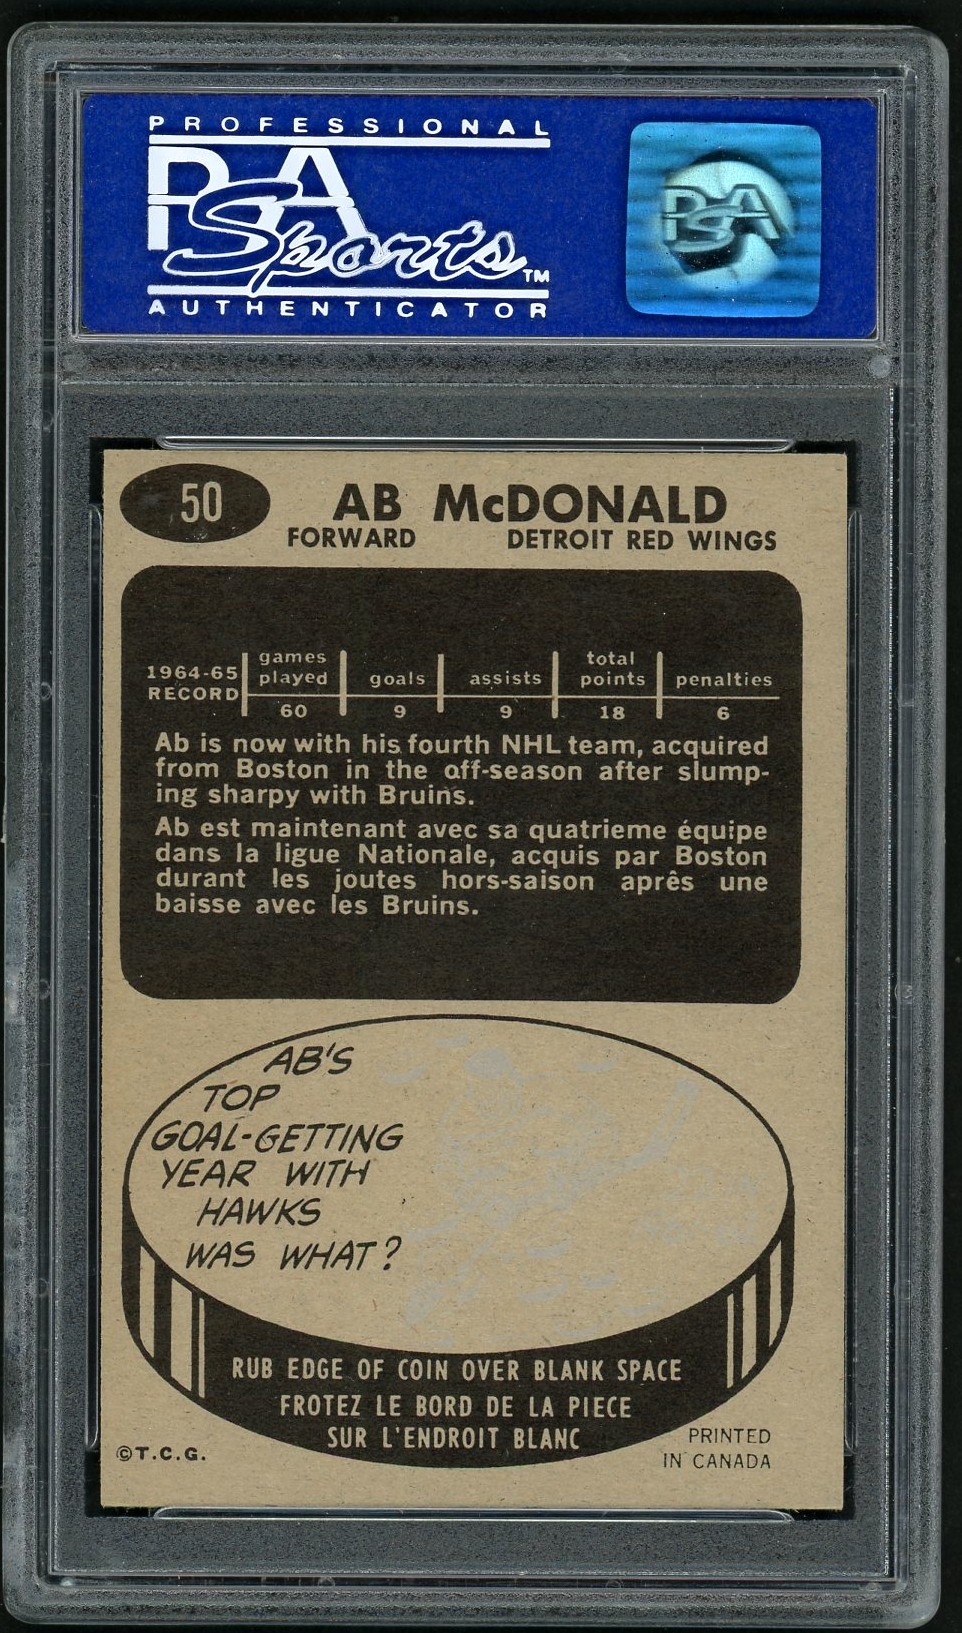 PROFESSIONAL
PSA
Sports™
AUTHENTICATOR
PSA
50
AB McDONALD
FORWARD DETROIT RED WINGS
1964-65 RECORD games played goals assists total points penalties
60 9 9 18 6
Ab is now with his fourth NHL team, acquired
from Boston in the off-season after slump-
ing sharpy with Bruins.
Ab est maintenant avec sa quatrieme équipe
dans la ligue Nationale, acquis par Boston
durant les joutes hors-saison après une
baisse avec les Bruins.
AB'S
TOP
GOAL-GETTING
YEAR WITH
HAWKS
WAS WHAT?
RUB EDGE OF COIN OVER BLANK SPACE
FROTEZ LE BORD DE LA PIECE
SUR L'ENDROIT BLANC
©T.C.G.
PRINTED
IN CANADA